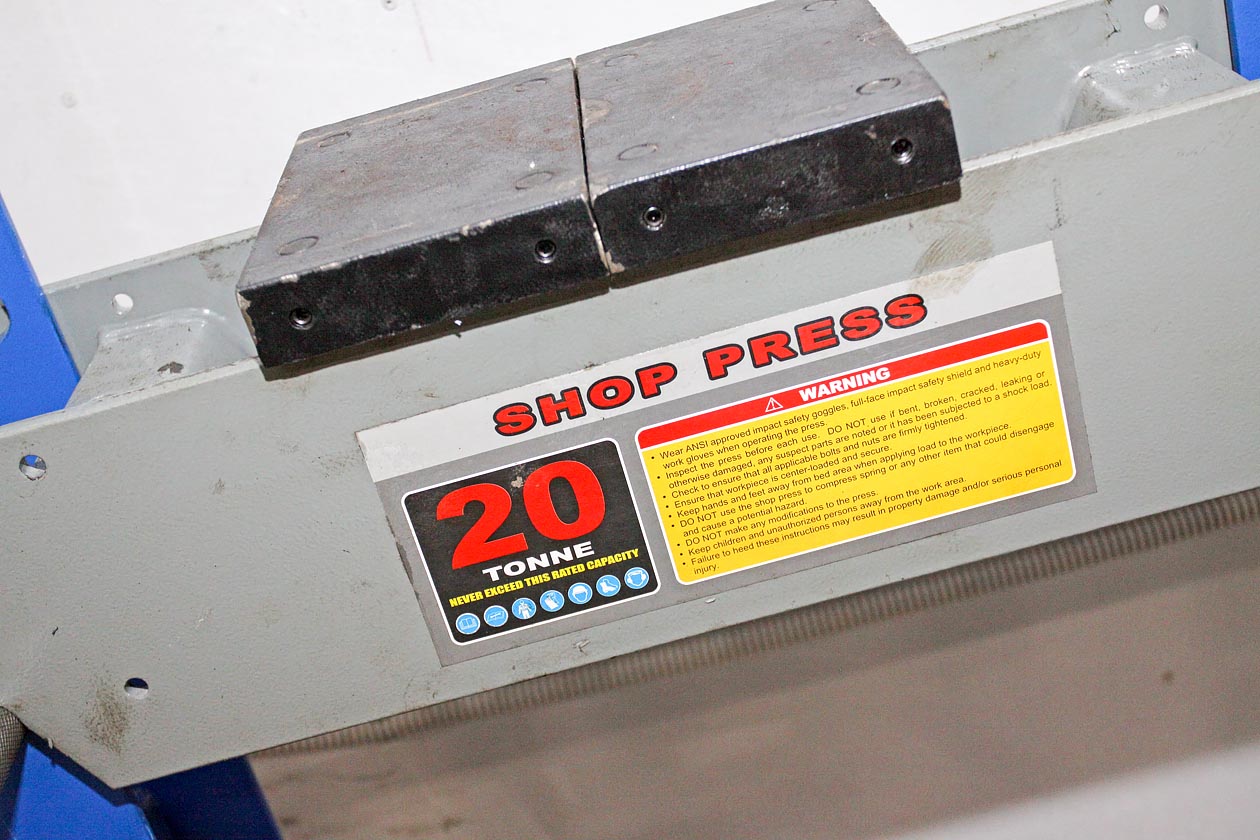 SHOP PRESS
20
TONNE
NEVER EXCEED THIS RATED CAPACITY
WARNING
• Wear ANSI approved impact safety goggles, full-face impact safety shield and heavy-duty
work gloves when operating the press.
• Inspect the press before each use. DO NOT use if bent, broken, cracked, leaking or
otherwise damaged, any suspect parts are noted or it has been subjected to a shock load.
• Check to ensure that all applicable bolts and nuts are firmly tightened.
• Ensure that workpiece is center-loaded and secure.
• Keep hands and feet away from bed area when applying load to the workpiece.
• DO NOT use the shop press to compress spring or any other item that could disengage
and cause a potential hazard.
• DO NOT make any modifications to the press.
• Keep children and unauthorized persons away from the work area.
• Failure to heed these instructions may result in property damage and/or serious personal
injury.